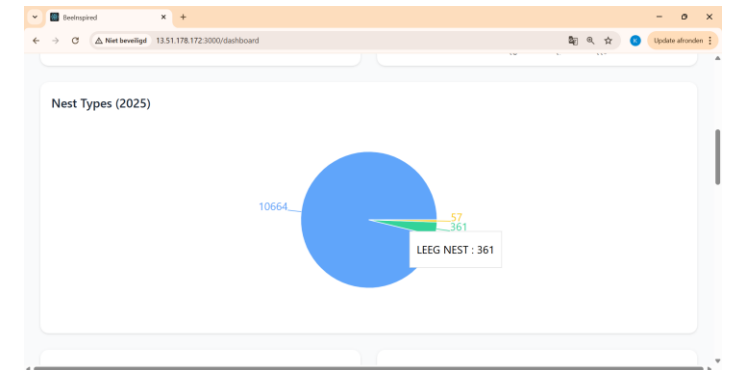 BeeInspired
Niet beveiligd 13.51.178.172:3000/dashboard
K
Update afronden
Nest Types (2025)
10664
57
361
LEEG NEST : 361